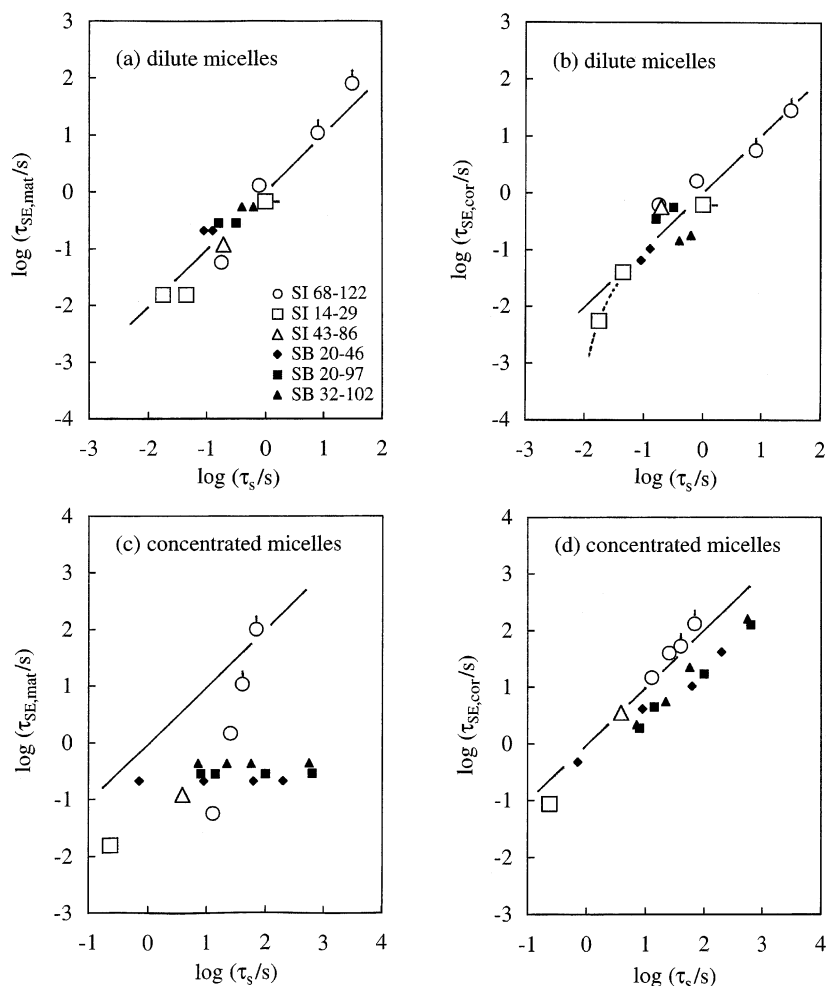 (a) dilute micelles
3
2
1
0
-1
-2
-3
-4
log (τSE,mat/s)
SI 68-122
SI 14-29
SI 43-86
SB 20-46
SB 20-97
SB 32-102
-3 -2 -1 0 1 2
log (τs/s)
(b) dilute micelles
3
2
1
0
-1
-2
-3
-4
log (τSE,cor/s)
-3 -2 -1 0 1 2
log (τs/s)
(c) concentrated micelles
4
3
2
1
0
-1
-2
-3
log (τSE,mat/s)
-1 0 1 2 3 4
log (τs/s)
(d) concentrated micelles
4
3
2
1
0
-1
-2
-3
log (τSE,cor/s)
-1 0 1 2 3 4
log (τs/s)